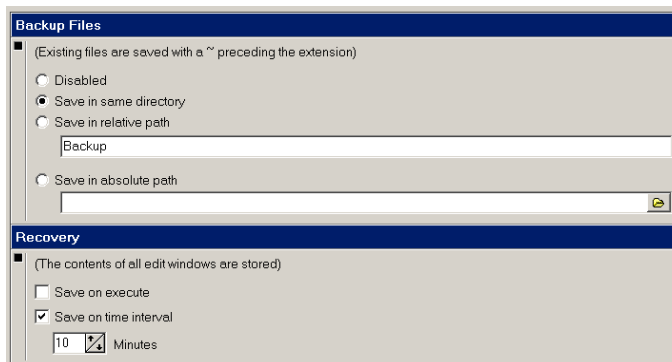 Backup Files
(Existing files are saved with a ~ preceding the extension)
Disabled
Save in same directory
Save in relative path
Backup
Save in absolute path
Recovery
(The contents of all edit windows are stored)
Save on execute
Save on time interval
10 Minutes